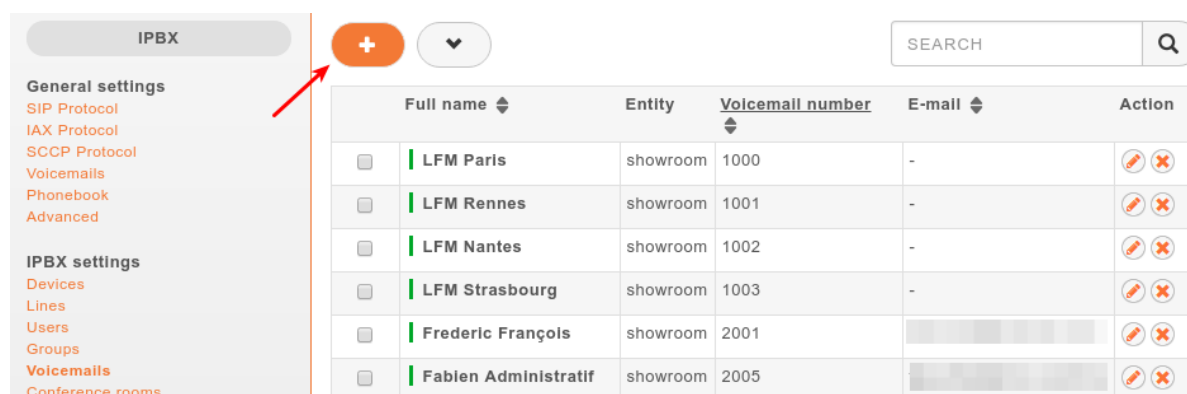 IPBX
General settings
SIP Protocol
IAX Protocol
SCCP Protocol
Voicemails
Phonebook
Advanced
IPBX settings
Devices
Lines
Users
Groups
Voicemails
Conference rooms
SEARCH
Full name Entity Voicemail number E-mail Action
LFM Paris showroom 1000 -
LFM Rennes showroom 1001 -
LFM Nantes showroom 1002 -
LFM Strasbourg showroom 1003 -
Frederic François showroom 2001
Fabien Administratif showroom 2005